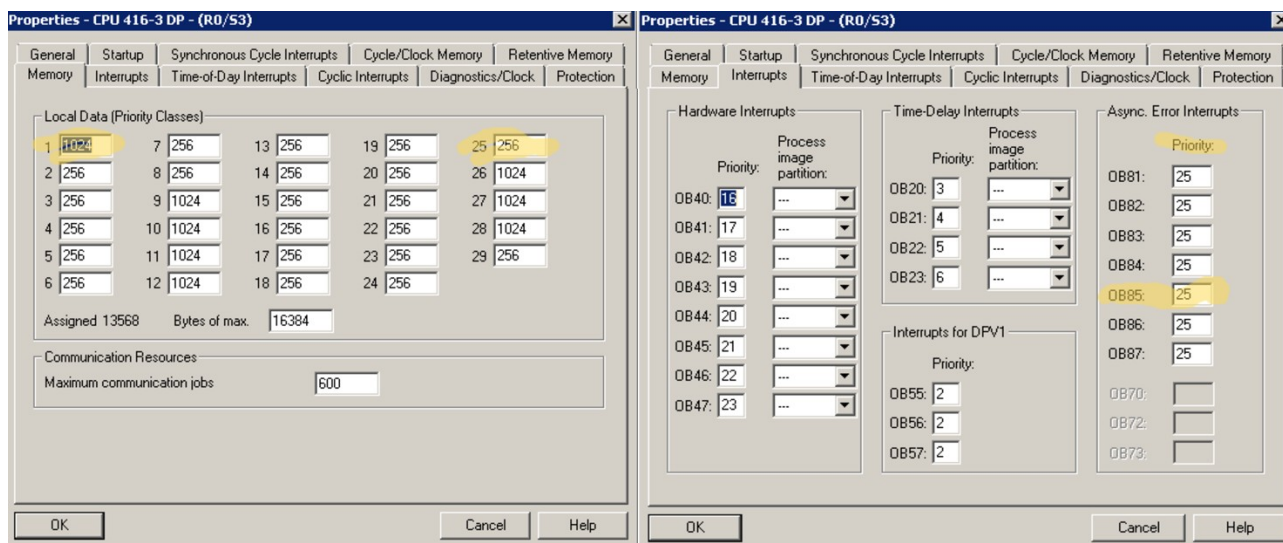 Properties - CPU 416-3 DP - (R0/S3)
General Startup Synchronous Cycle Interrupts Cycle/Clock Memory Retentive Memory
Memory Interrupts Time-of-Day Interrupts Cyclic Interrupts Diagnostics/Clock Protection
Local Data (Priority Classes)
1 1024 7 256 13 256 19 256 25 256
2 256 8 256 14 256 20 256 26 1024
3 256 9 1024 15 256 21 256 27 1024
4 256 10 1024 16 256 22 256 28 1024
5 256 11 1024 17 256 23 256 29 256
6 256 12 1024 18 256 24 256
Assigned 13568 Bytes of max. 16384
Communication Resources
Maximum communication jobs 600
OK Cancel Help
Properties - CPU 416-3 DP - (R0/S3)
General Startup Synchronous Cycle Interrupts Cycle/Clock Memory Retentive Memory
Memory Interrupts Time-of-Day Interrupts Cyclic Interrupts Diagnostics/Clock Protection
Hardware Interrupts
Priority: Process image partition:
OB40: 16 ---
OB41: 17 ---
OB42: 18 ---
OB43: 19 ---
OB44: 20 ---
OB45: 21 ---
OB46: 22 ---
OB47: 23 ---
Time-Delay Interrupts
Priority: Process image partition:
OB20: 3 ---
OB21: 4 ---
OB22: 5 ---
OB23: 6 ---
Interrupts for DPV1
Priority:
OB55: 2
OB56: 2
OB57: 2
Async. Error Interrupts
Priority:
OB81: 25
OB82: 25
OB83: 25
OB84: 25
OB85: 25
OB86: 25
OB87: 25
OB70:
OB72:
OB73:
OK Cancel Help